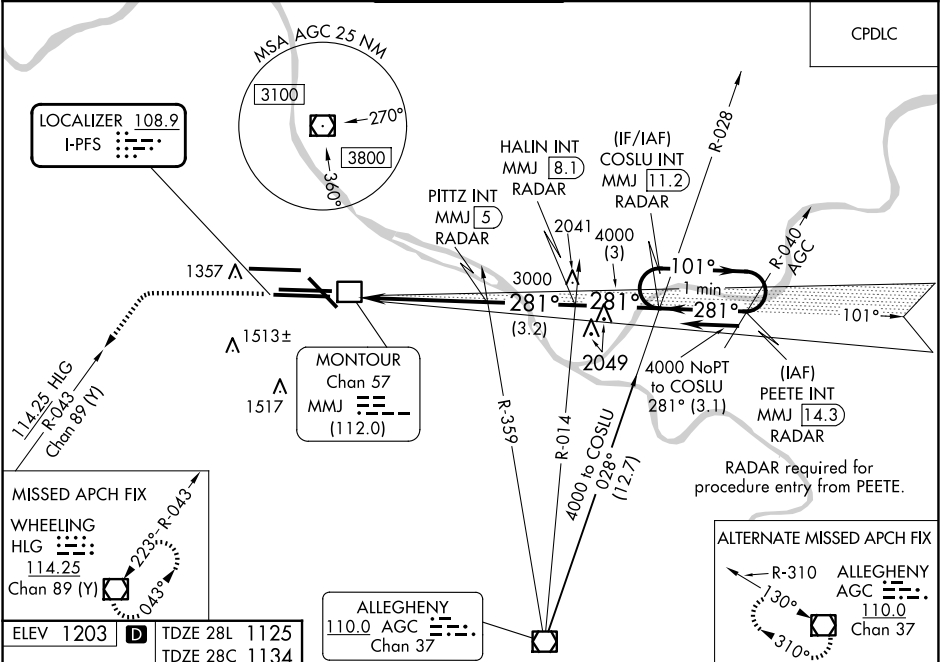 MSA AGC 25 NM
3100
270°
3800
360°
CPDLC
LOCALIZER 108.9
I-PFS
PITTZ INT
MMJ 5
RADAR
HALIN INT
MMJ 8.1
RADAR
(IF/IAF)
COSLU INT
MMJ 11.2
RADAR
R-028
R-040
AGC
2041
4000
(3)
1357
3000
101°
1 min
281°
281°
281°
(3.2)
101°
1513±
2049
4000 NoPT
to COSLU
281° (3.1)
(IAF)
PEETE INT
MMJ 14.3
RADAR
1517
MONTOUR
Chan 57
MMJ
(112.0)
114.25 HLG
R-043
Chan 89 (Y)
R-359
R-014
4000 to COSLU
028°
(12.7)
RADAR required for
procedure entry from PEETE.
MISSED APCH FIX
WHEELING
HLG
114.25
Chan 89 (Y)
223°
R-043
043°
ALTERNATE MISSED APCH FIX
R-310
130°
310°
ALLEGHENY
AGC
110.0
Chan 37
ALLEGHENY
110.0 AGC
Chan 37
ELEV 1203 D TDZE 28L 1125
TDZE 28C 1134